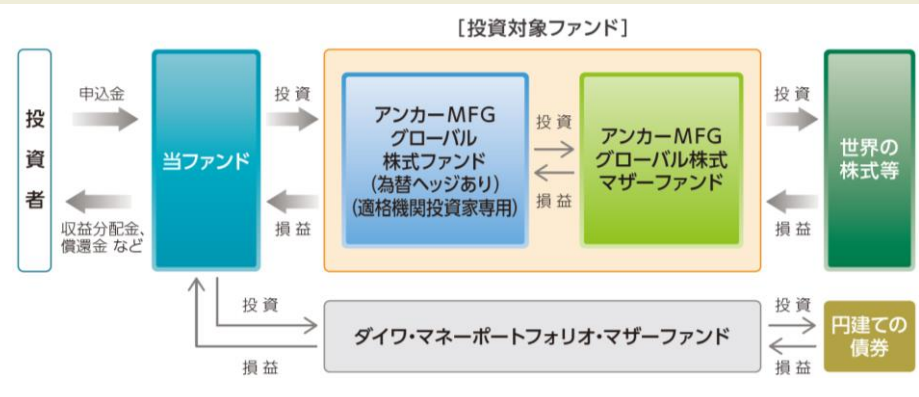 ［投資対象ファンド］
投資者
申込金
収益分配金、
償還金 など
当ファンド
投 資
損 益
アンカーMFG
グローバル
株式ファンド
(為替ヘッジあり)
(適格機関投資家専用)
投 資
損 益
アンカーMFG
グローバル株式
マザーファンド
投 資
損 益
世界の
株式等
投 資
損 益
ダイワ・マネーポートフォリオ・マザーファンド
投 資
損 益
円建ての
債券